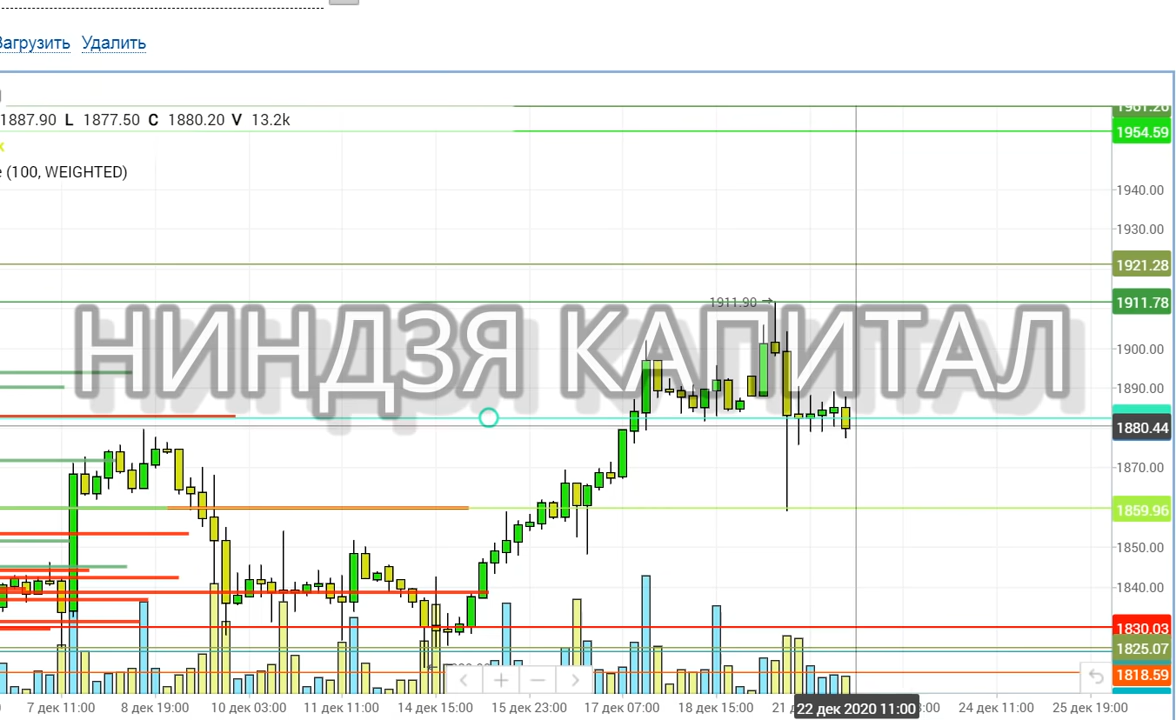 Загрузить Удалить
1887.90 L 1877.50 C 1880.20 V 13.2k
(100, WEIGHTED)
1961.20
1954.59
1940.00
1930.00
1921.28
1911.90 → 1911.78
НИНДЗЯ КАПИТАЛ
1900.00
1890.00
1880.44
1870.00
1859.96
1850.00
1840.00
1830.03
1825.07
1818.59
7 дек 11:00 8 дек 19:00 10 дек 03:00 11 дек 11:00 14 дек 15:00 15 дек 23:00 17 дек 07:00 18 дек 15:00 22 дек 2020 11:00 24 дек 11:00 25 дек 19:00